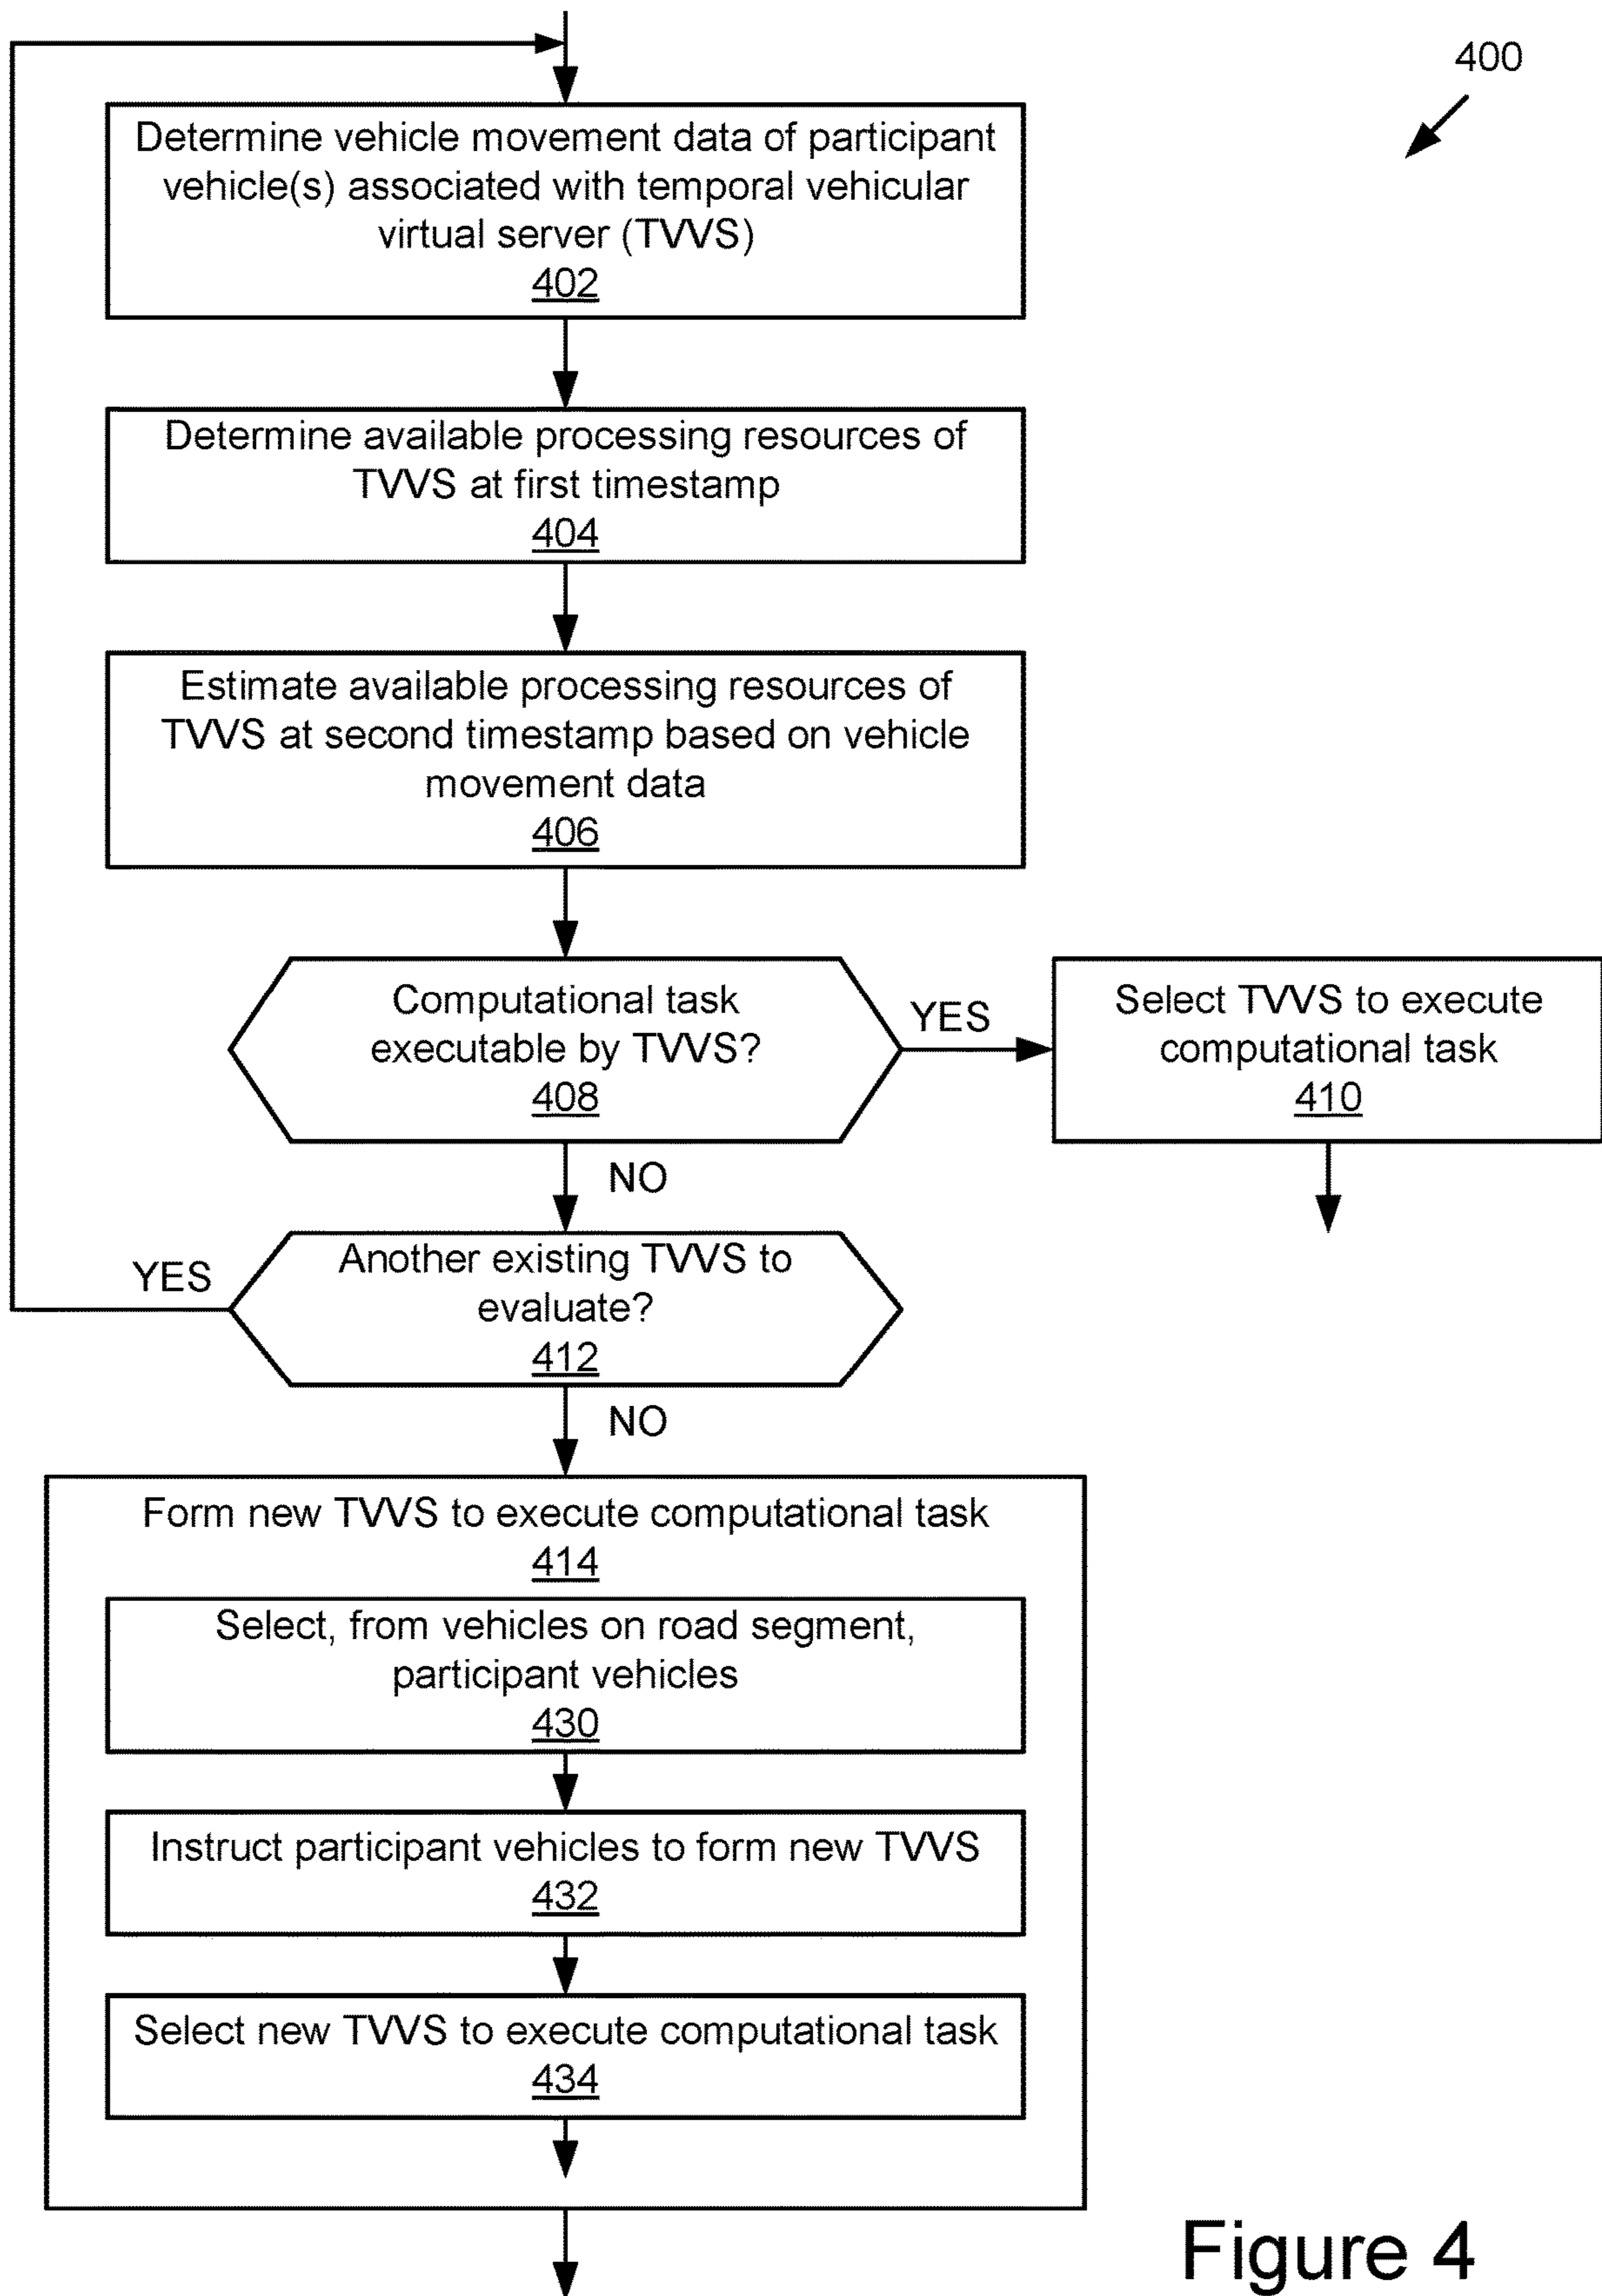 400
Determine vehicle movement data of participant
vehicle(s) associated with temporal vehicular
virtual server (TVVS)
402
Determine available processing resources of
TVVS at first timestamp
404
Estimate available processing resources of
TVVS at second timestamp based on vehicle
movement data
406
Computational task
executable by TVVS?
408
YES
Select TVVS to execute
computational task
410
NO
Another existing TVVS to
evaluate?
412
YES
NO
Form new TVVS to execute computational task
414
Select, from vehicles on road segment,
participant vehicles
430
Instruct participant vehicles to form new TVVS
432
Select new TVVS to execute computational task
434
Figure 4